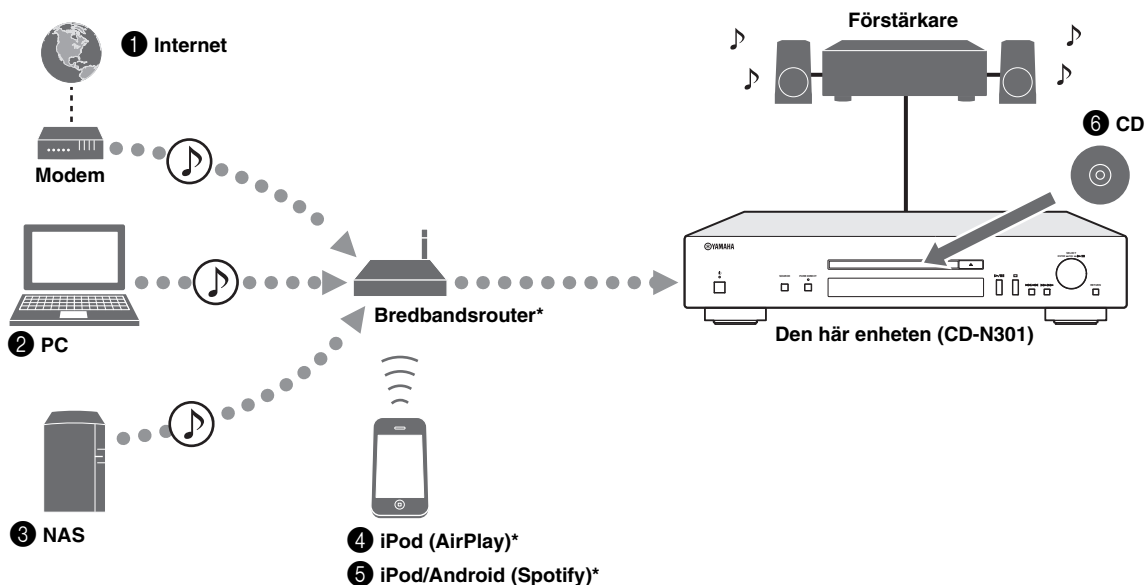 ❶ Internet
Modem
❷ PC
❸ NAS
Bredbandsrouter*
❹ iPod (AirPlay)*
❺ iPod/Android (Spotify)*
Förstärkare
❻ CD
YAMAHA
Den här enheten (CD-N301)